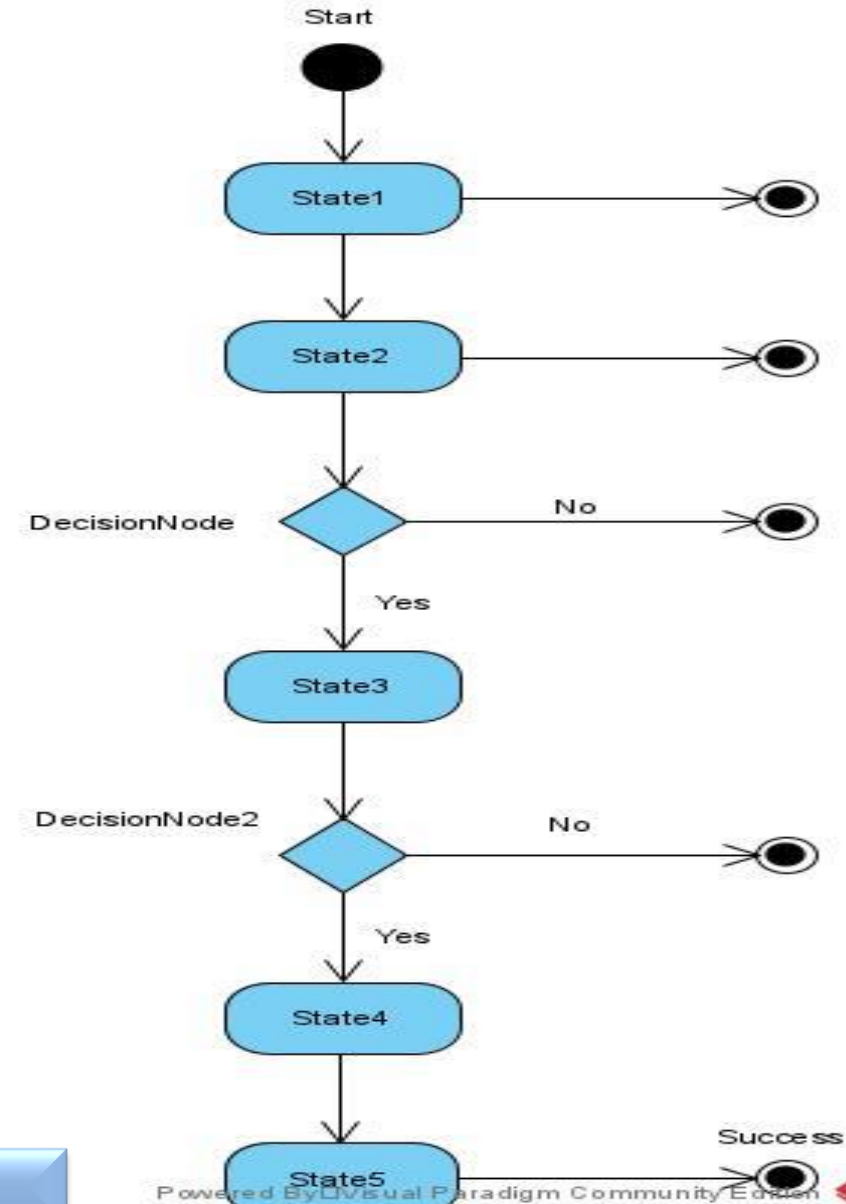 Start
State1
State2
DecisionNode
No
Yes
State3
DecisionNode2
No
Yes
State4
Success
State5
Powered By Visual Paradigm Community Edition